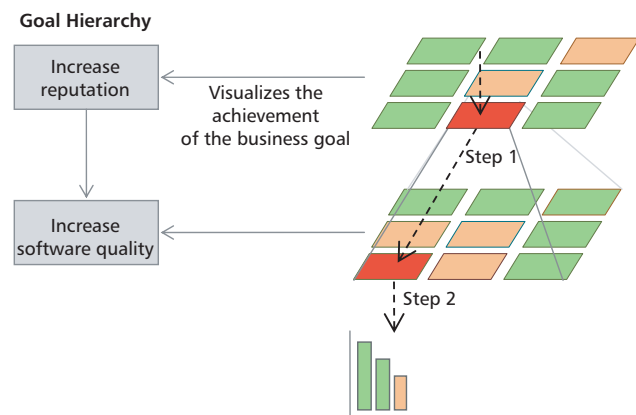 Goal Hierarchy
Increase
reputation
Visualizes the
achievement
of the business goal
Step 1
Increase
software quality
Step 2